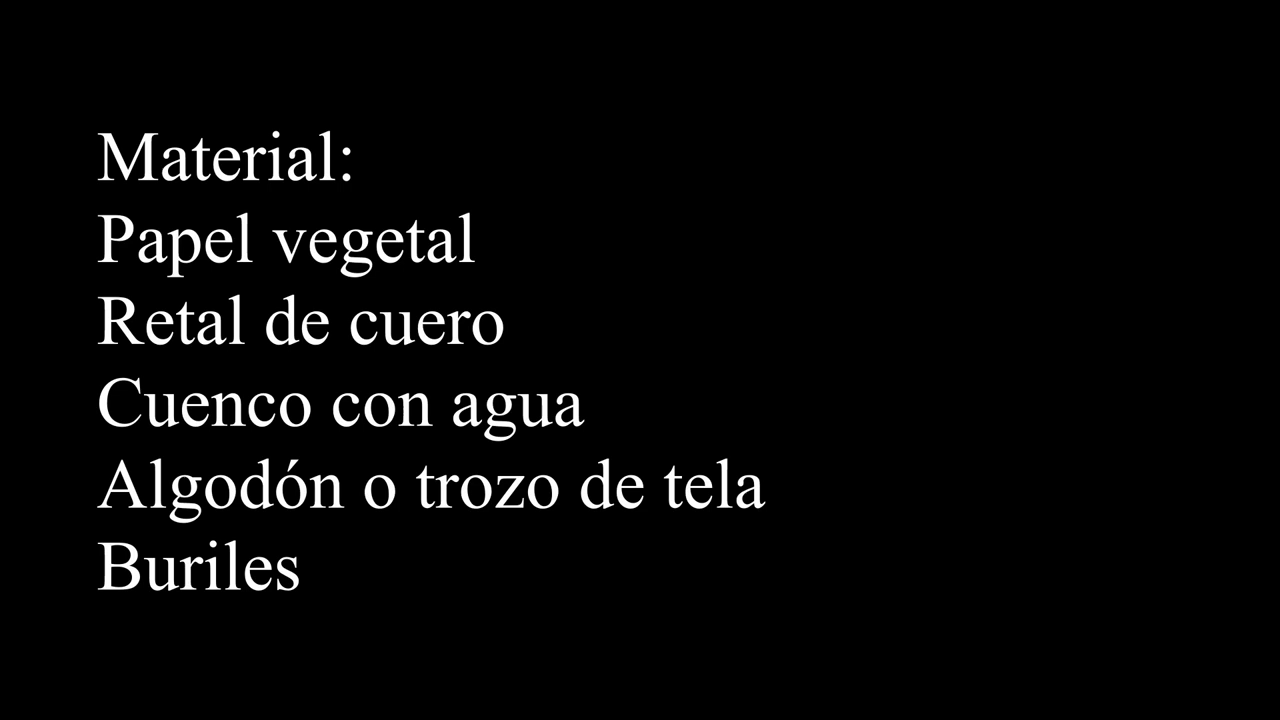 Material:
Papel vegetal
Retal de cuero
Cuenco con agua
Algodón o trozo de tela
Buriles